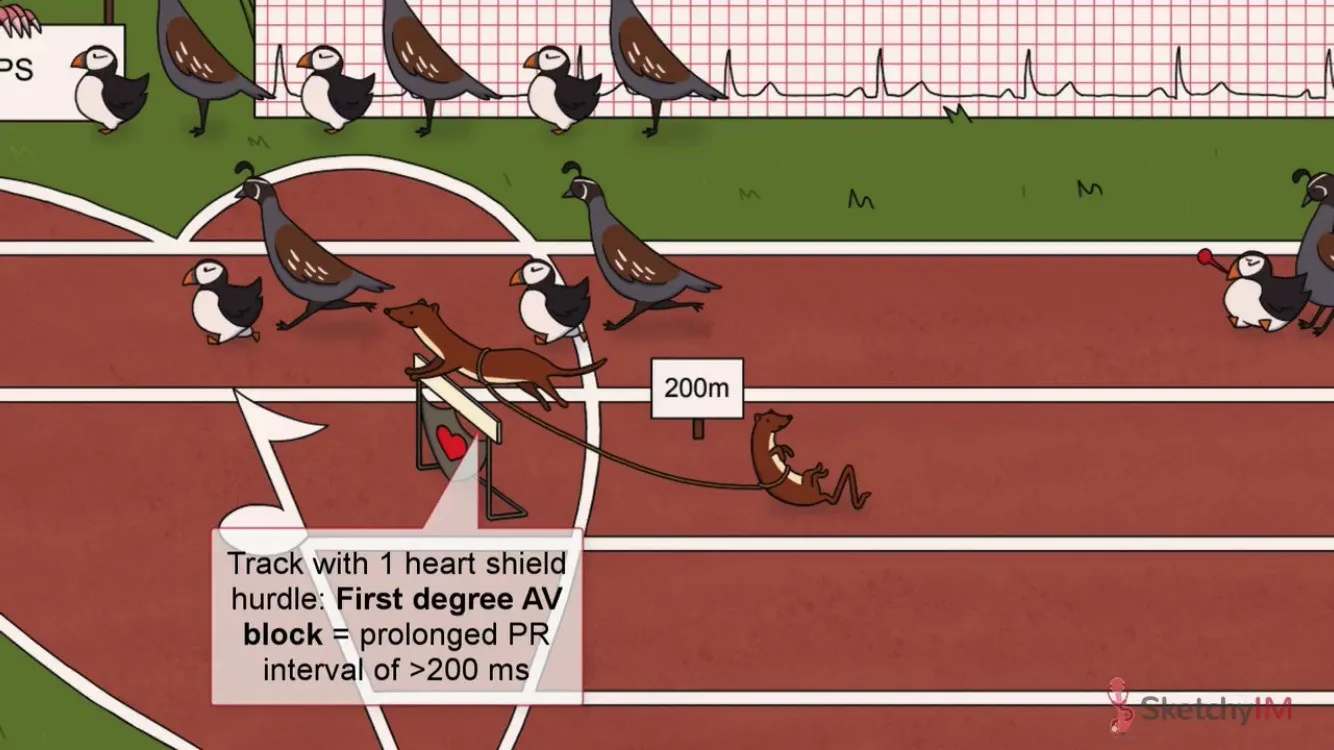 PS
200m
Track with 1 heart shield
hurdle: First degree AV
block = prolonged PR
interval of >200 ms
SketchyIM